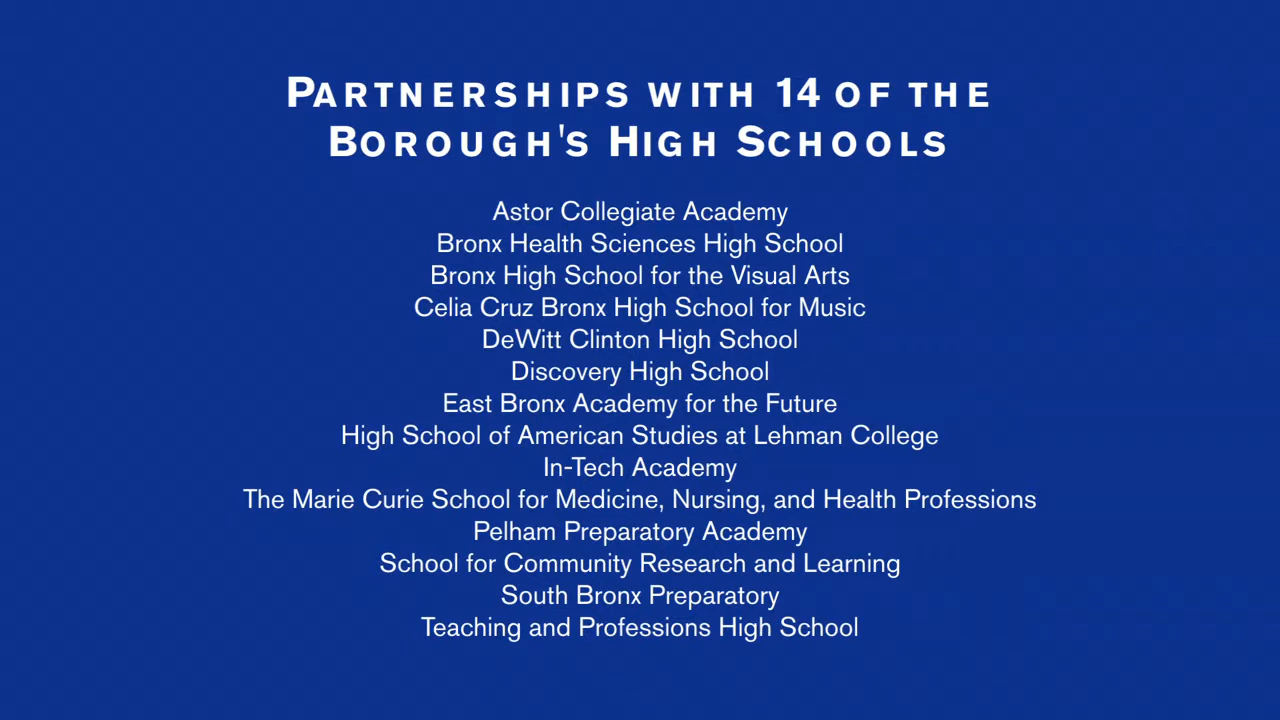 Partnerships with 14 of the
Borough's High Schools
Astor Collegiate Academy
Bronx Health Sciences High School
Bronx High School for the Visual Arts
Celia Cruz Bronx High School for Music
DeWitt Clinton High School
Discovery High School
East Bronx Academy for the Future
High School of American Studies at Lehman College
In-Tech Academy
The Marie Curie School for Medicine, Nursing, and Health Professions
Pelham Preparatory Academy
School for Community Research and Learning
South Bronx Preparatory
Teaching and Professions High School